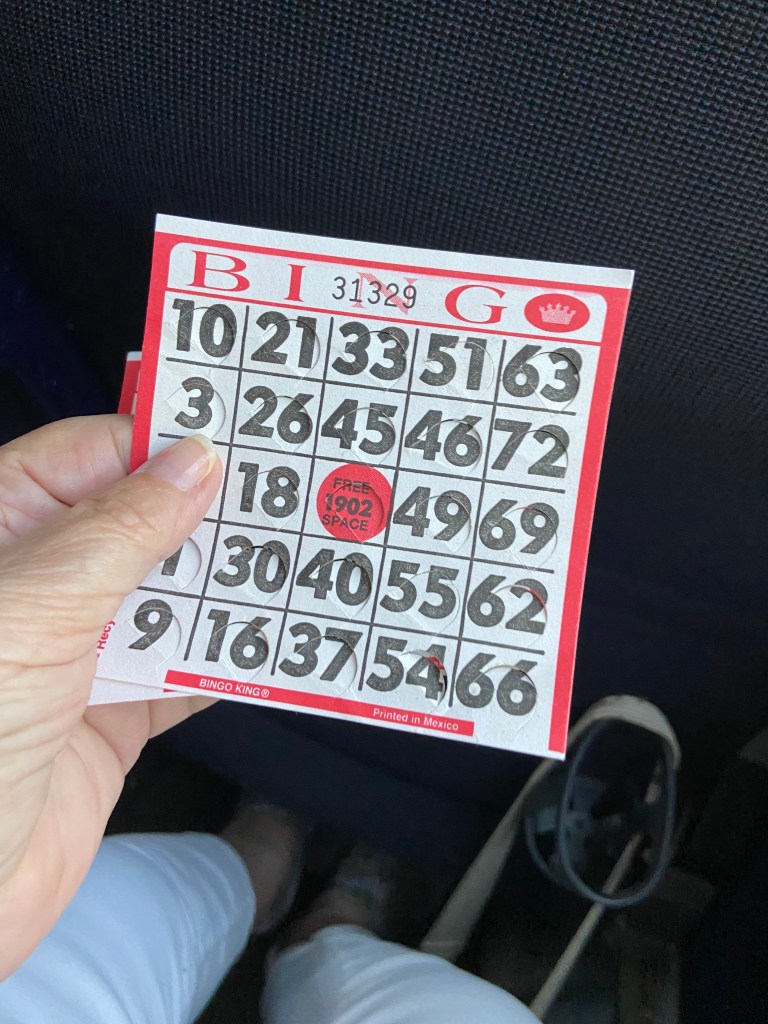 B I N G O
31329
10 21 33 51 63
3 26 45 46 72
18 FREE 1902 SPACE 49 69
30 40 55 62
9 16 37 54 66
BINGO KING®
Printed in Mexico
Recy